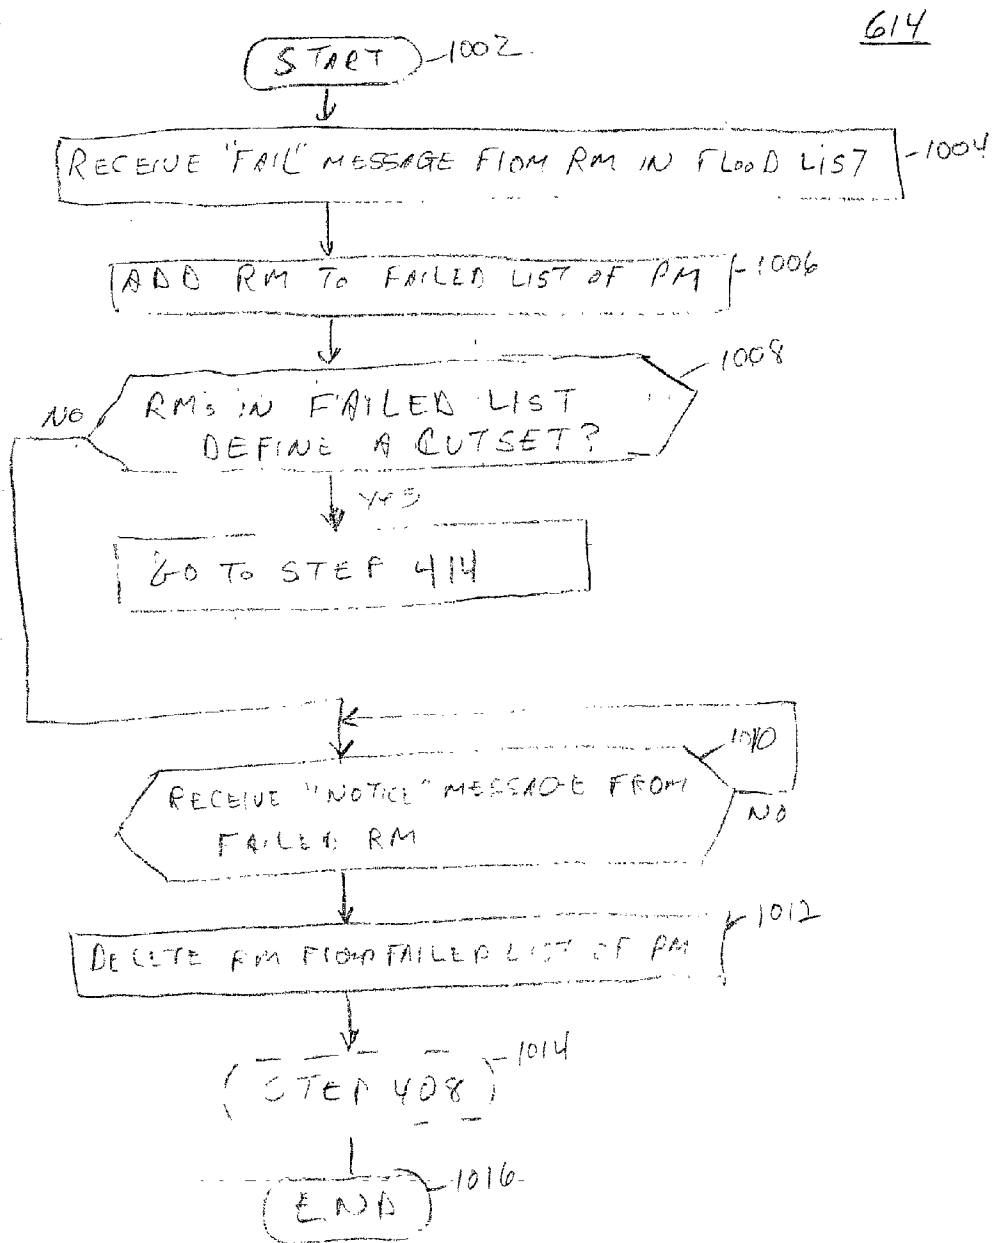 614
START
1002
RECEIVE "FAIL" MESSAGE FROM RM IN FLOOD LIST
1004
ADD RM TO FAILED LIST OF PM
1006
1008
RMs IN FAILED LIST
DEFINE A CUTSET?
NO
YES
GO TO STEP 414
1010
RECEIVE "NOTICE" MESSAGE FROM
FAILED RM
NO
1012
DELETE RM FROM FAILED LIST OF PM
1014
STEP 408
1016
END